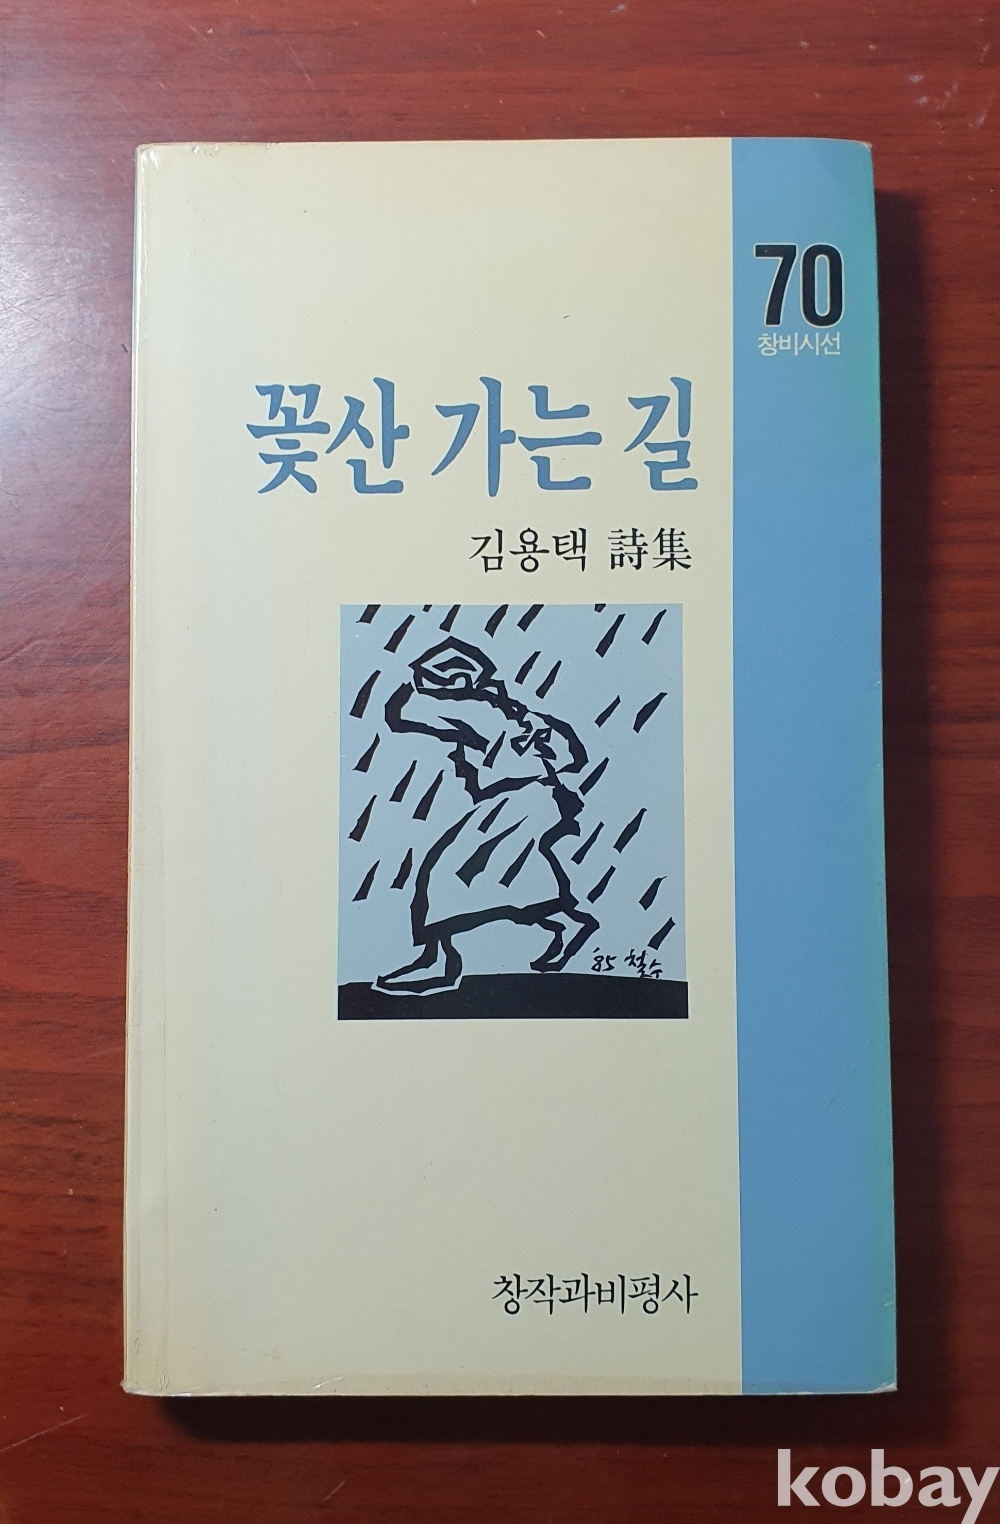 70
창비시선
꽃산 가는 길
김용택 詩集
'85 철수
창작과비평사
kobay